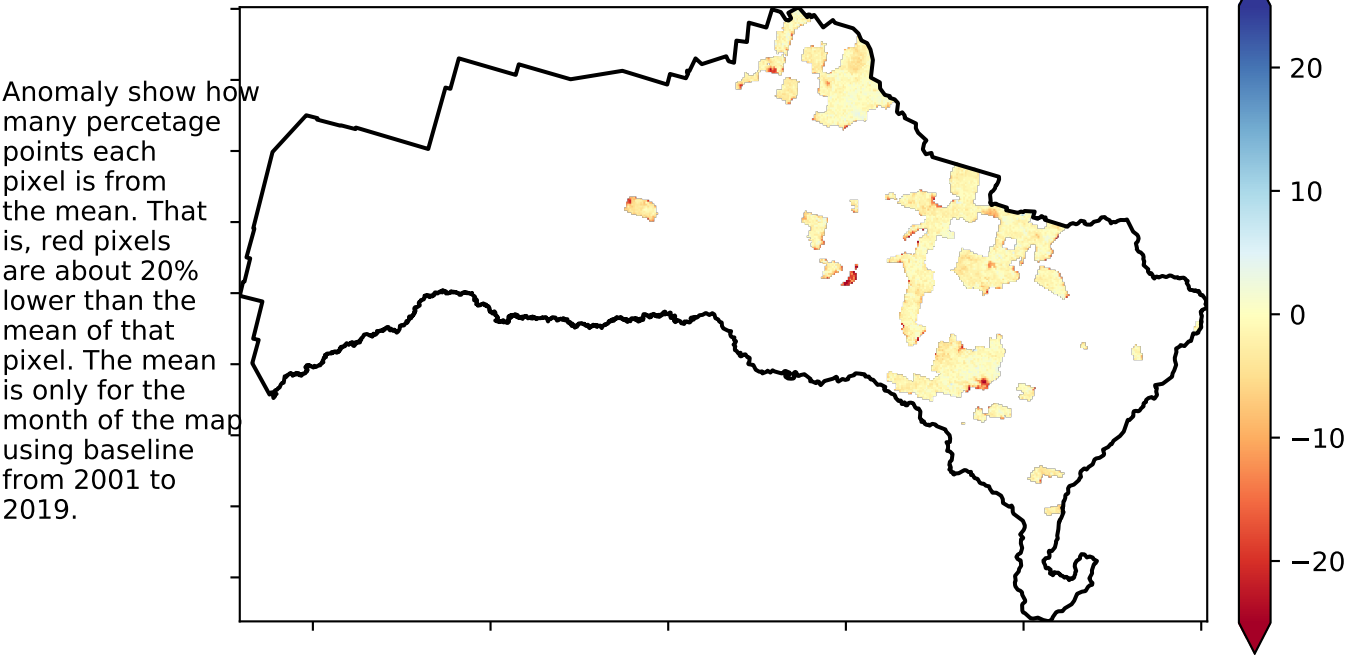 Anomaly show how
many percetage
points each
pixel is from
the mean. That
is, red pixels
are about 20%
lower than the
mean of that
pixel. The mean
is only for the
month of the map
using baseline
from 2001 to
2019.
20
10
0
−10
−20